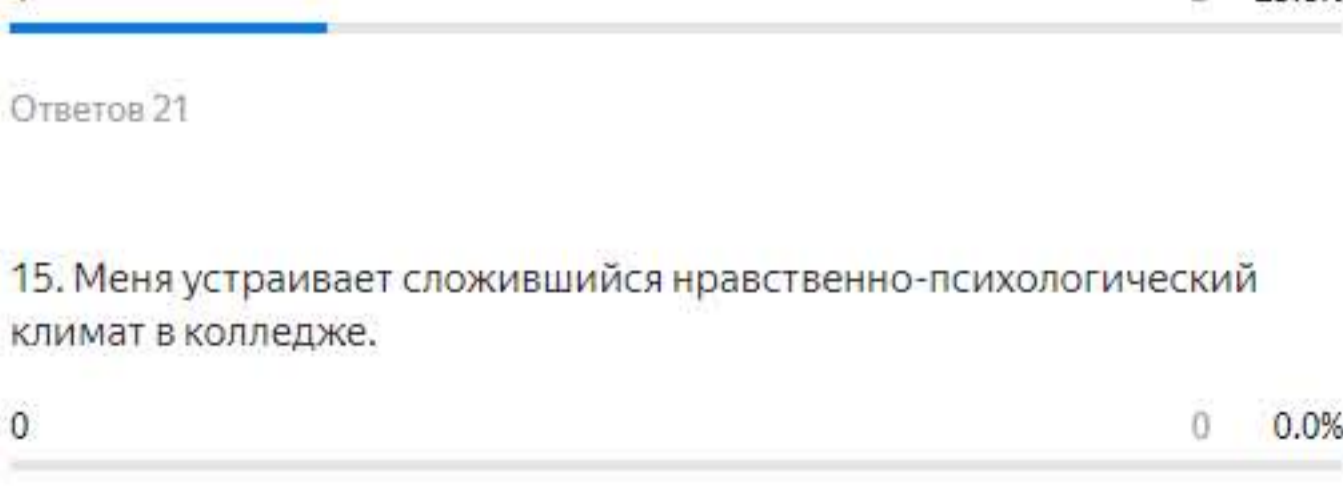 Ответов 21
15. Меня устраивает сложившийся нравственно-психологический
климат в колледже.
0 0 0.0%